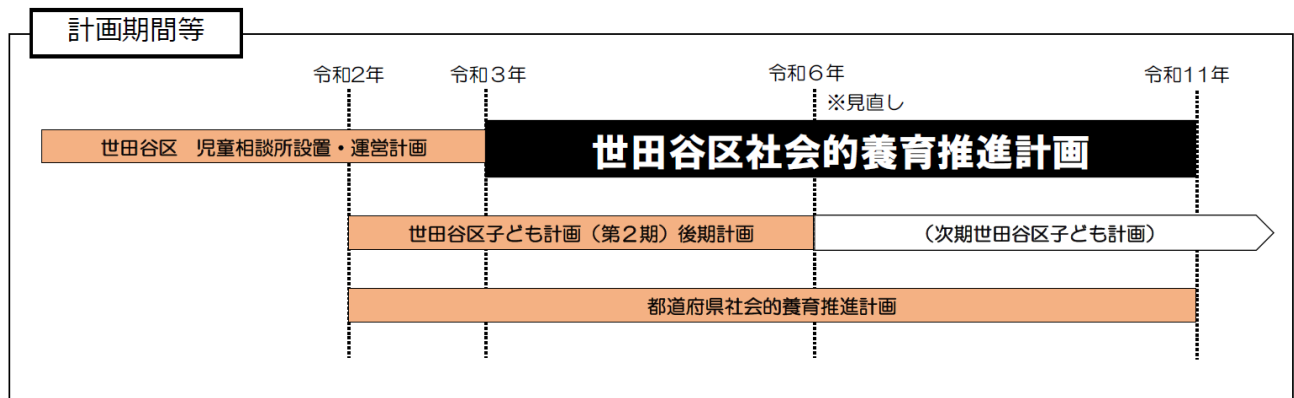 計画期間等
令和2年
令和3年
令和6年
令和11年
※見直し
世田谷区 児童相談所設置・運営計画
世田谷区社会的養育推進計画
世田谷区子ども計画（第2期）後期計画
（次期世田谷区子ども計画）
都道府県社会的養育推進計画